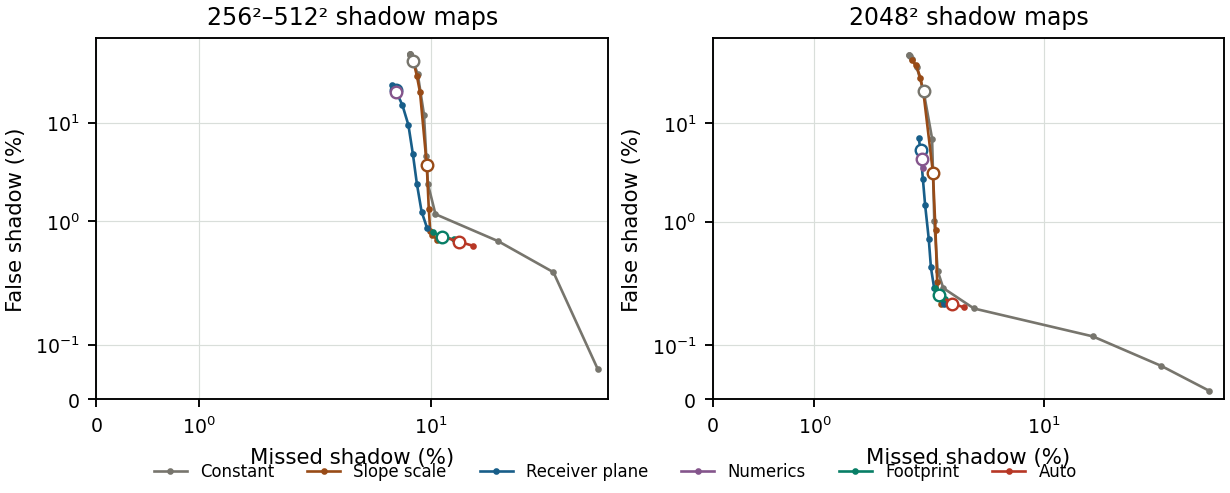 256²–512² shadow maps
2048² shadow maps
False shadow (%)
10¹
10⁰
10⁻¹
0
0
10⁰
10¹
Missed shadow (%)
False shadow (%)
10¹
10⁰
10⁻¹
0
0
10⁰
10¹
Missed shadow (%)
Constant
Slope scale
Receiver plane
Numerics
Footprint
Auto